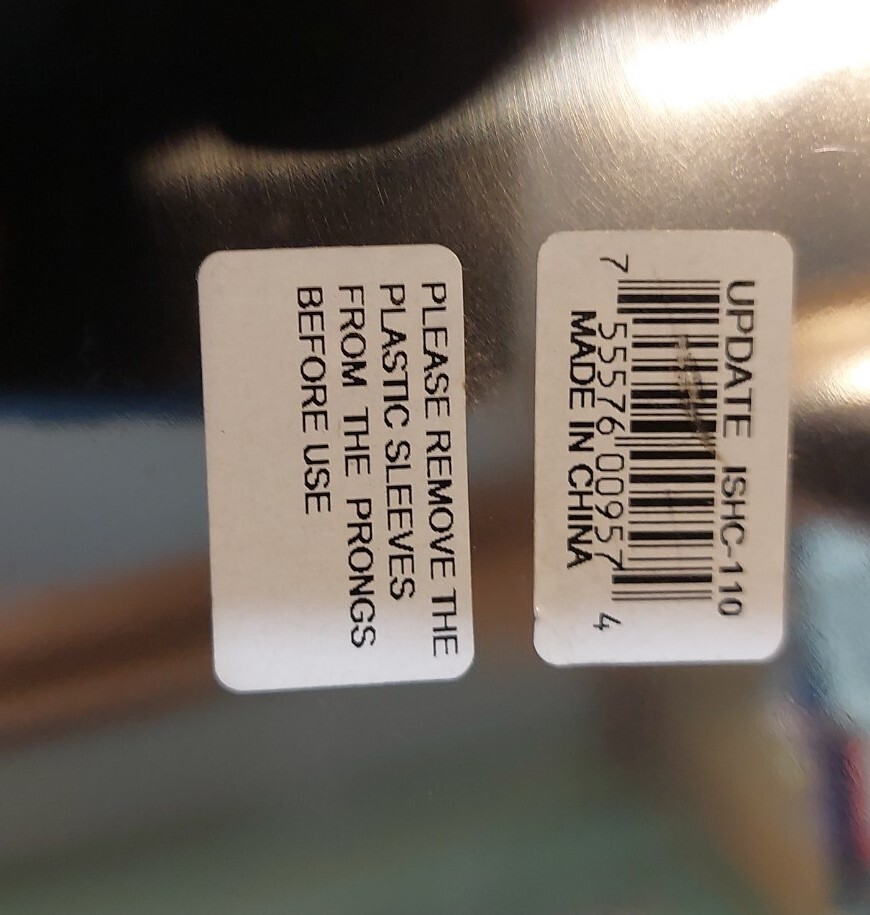 PLEASE REMOVE THE
PLASTIC SLEEVES
FROM THE PRONGS
BEFORE USE
UPDATE ISHC-110
7 55576 00957 4
MADE IN CHINA